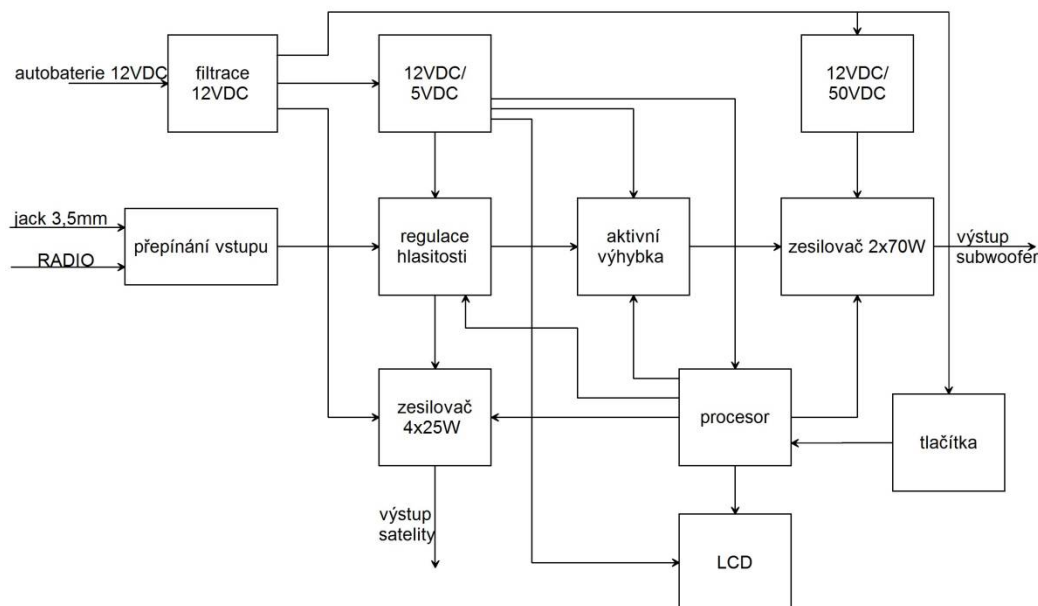 autobaterie 12VDC
filtrace
12VDC
12VDC/
5VDC
12VDC/
50VDC
jack 3,5mm
RADIO
přepínání vstupu
regulace
hlasitosti
aktivní
výhybka
zesilovač 2x70W
výstup
subwoofer
zesilovač
4x25W
procesor
tlačítka
výstup
satelity
LCD